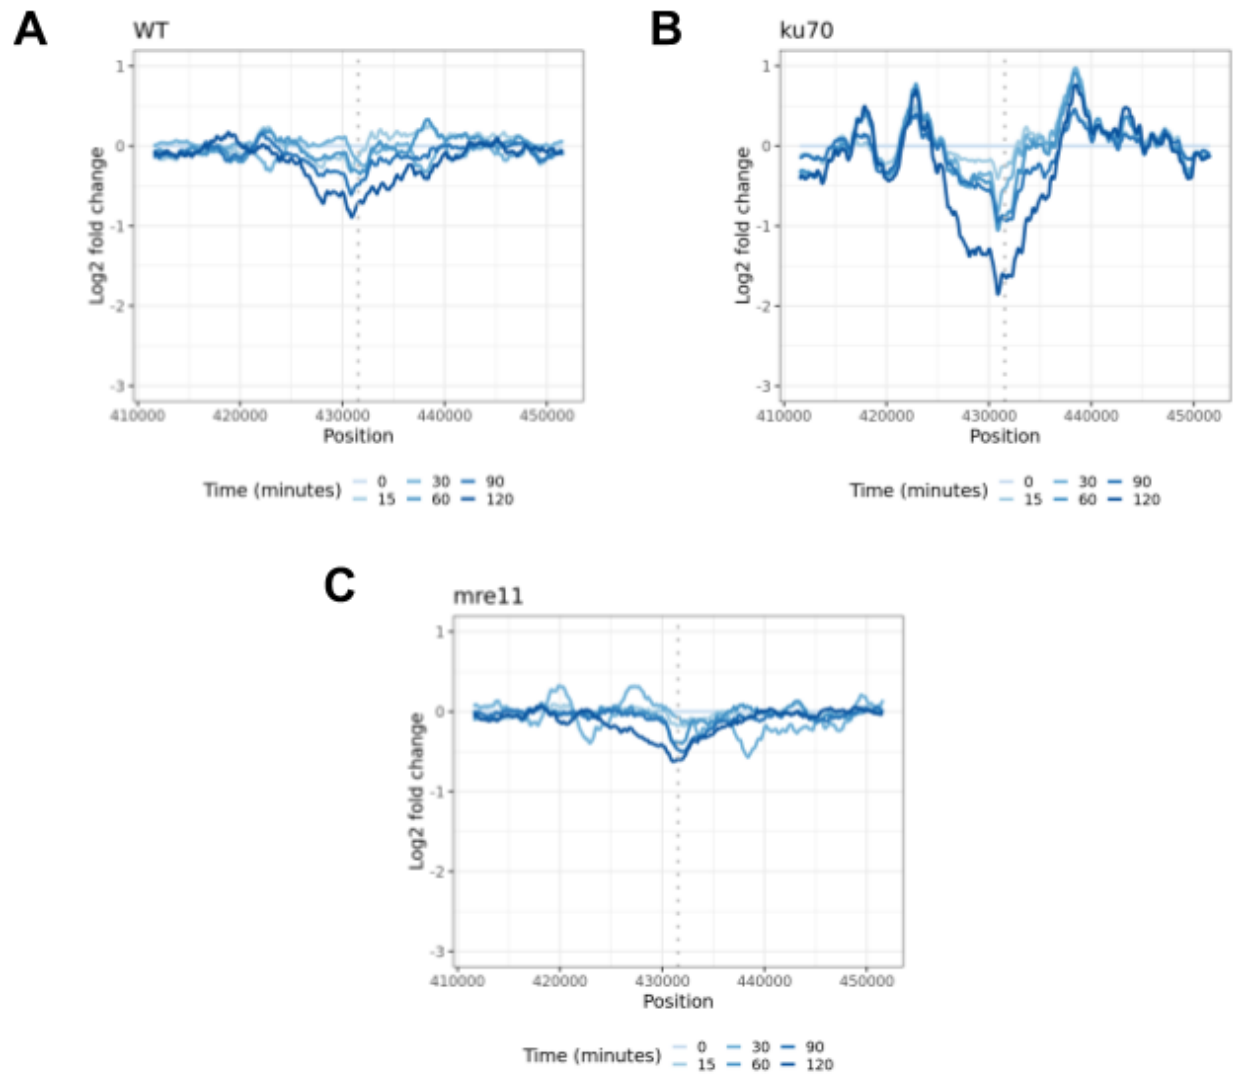 A
WT
1
0
-1
-2
-3
Log2 fold change
410000 420000 430000 440000 450000
Position
Time (minutes) 0 30 90
15 60 120
B
ku70
1
0
-1
-2
-3
Log2 fold change
410000 420000 430000 440000 450000
Position
Time (minutes) 0 30 90
15 60 120
C
mre11
1
0
-1
-2
-3
Log2 fold change
410000 420000 430000 440000 450000
Position
Time (minutes) 0 30 90
15 60 120